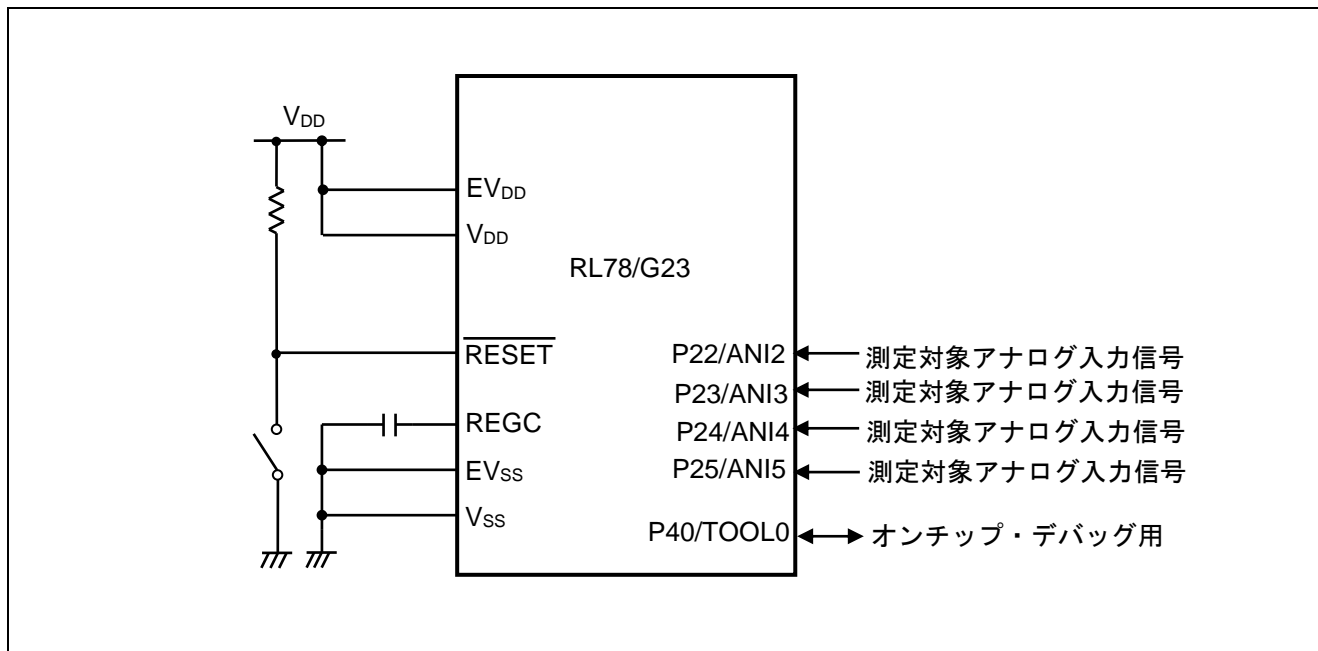 VDD
EVDD
VDD
RL78/G23
RESET
P22/ANI2
測定対象アナログ入力信号
P23/ANI3
測定対象アナログ入力信号
REGC
P24/ANI4
測定対象アナログ入力信号
EVSS
P25/ANI5
測定対象アナログ入力信号
VSS
P40/TOOL0
オンチップ・デバッグ用